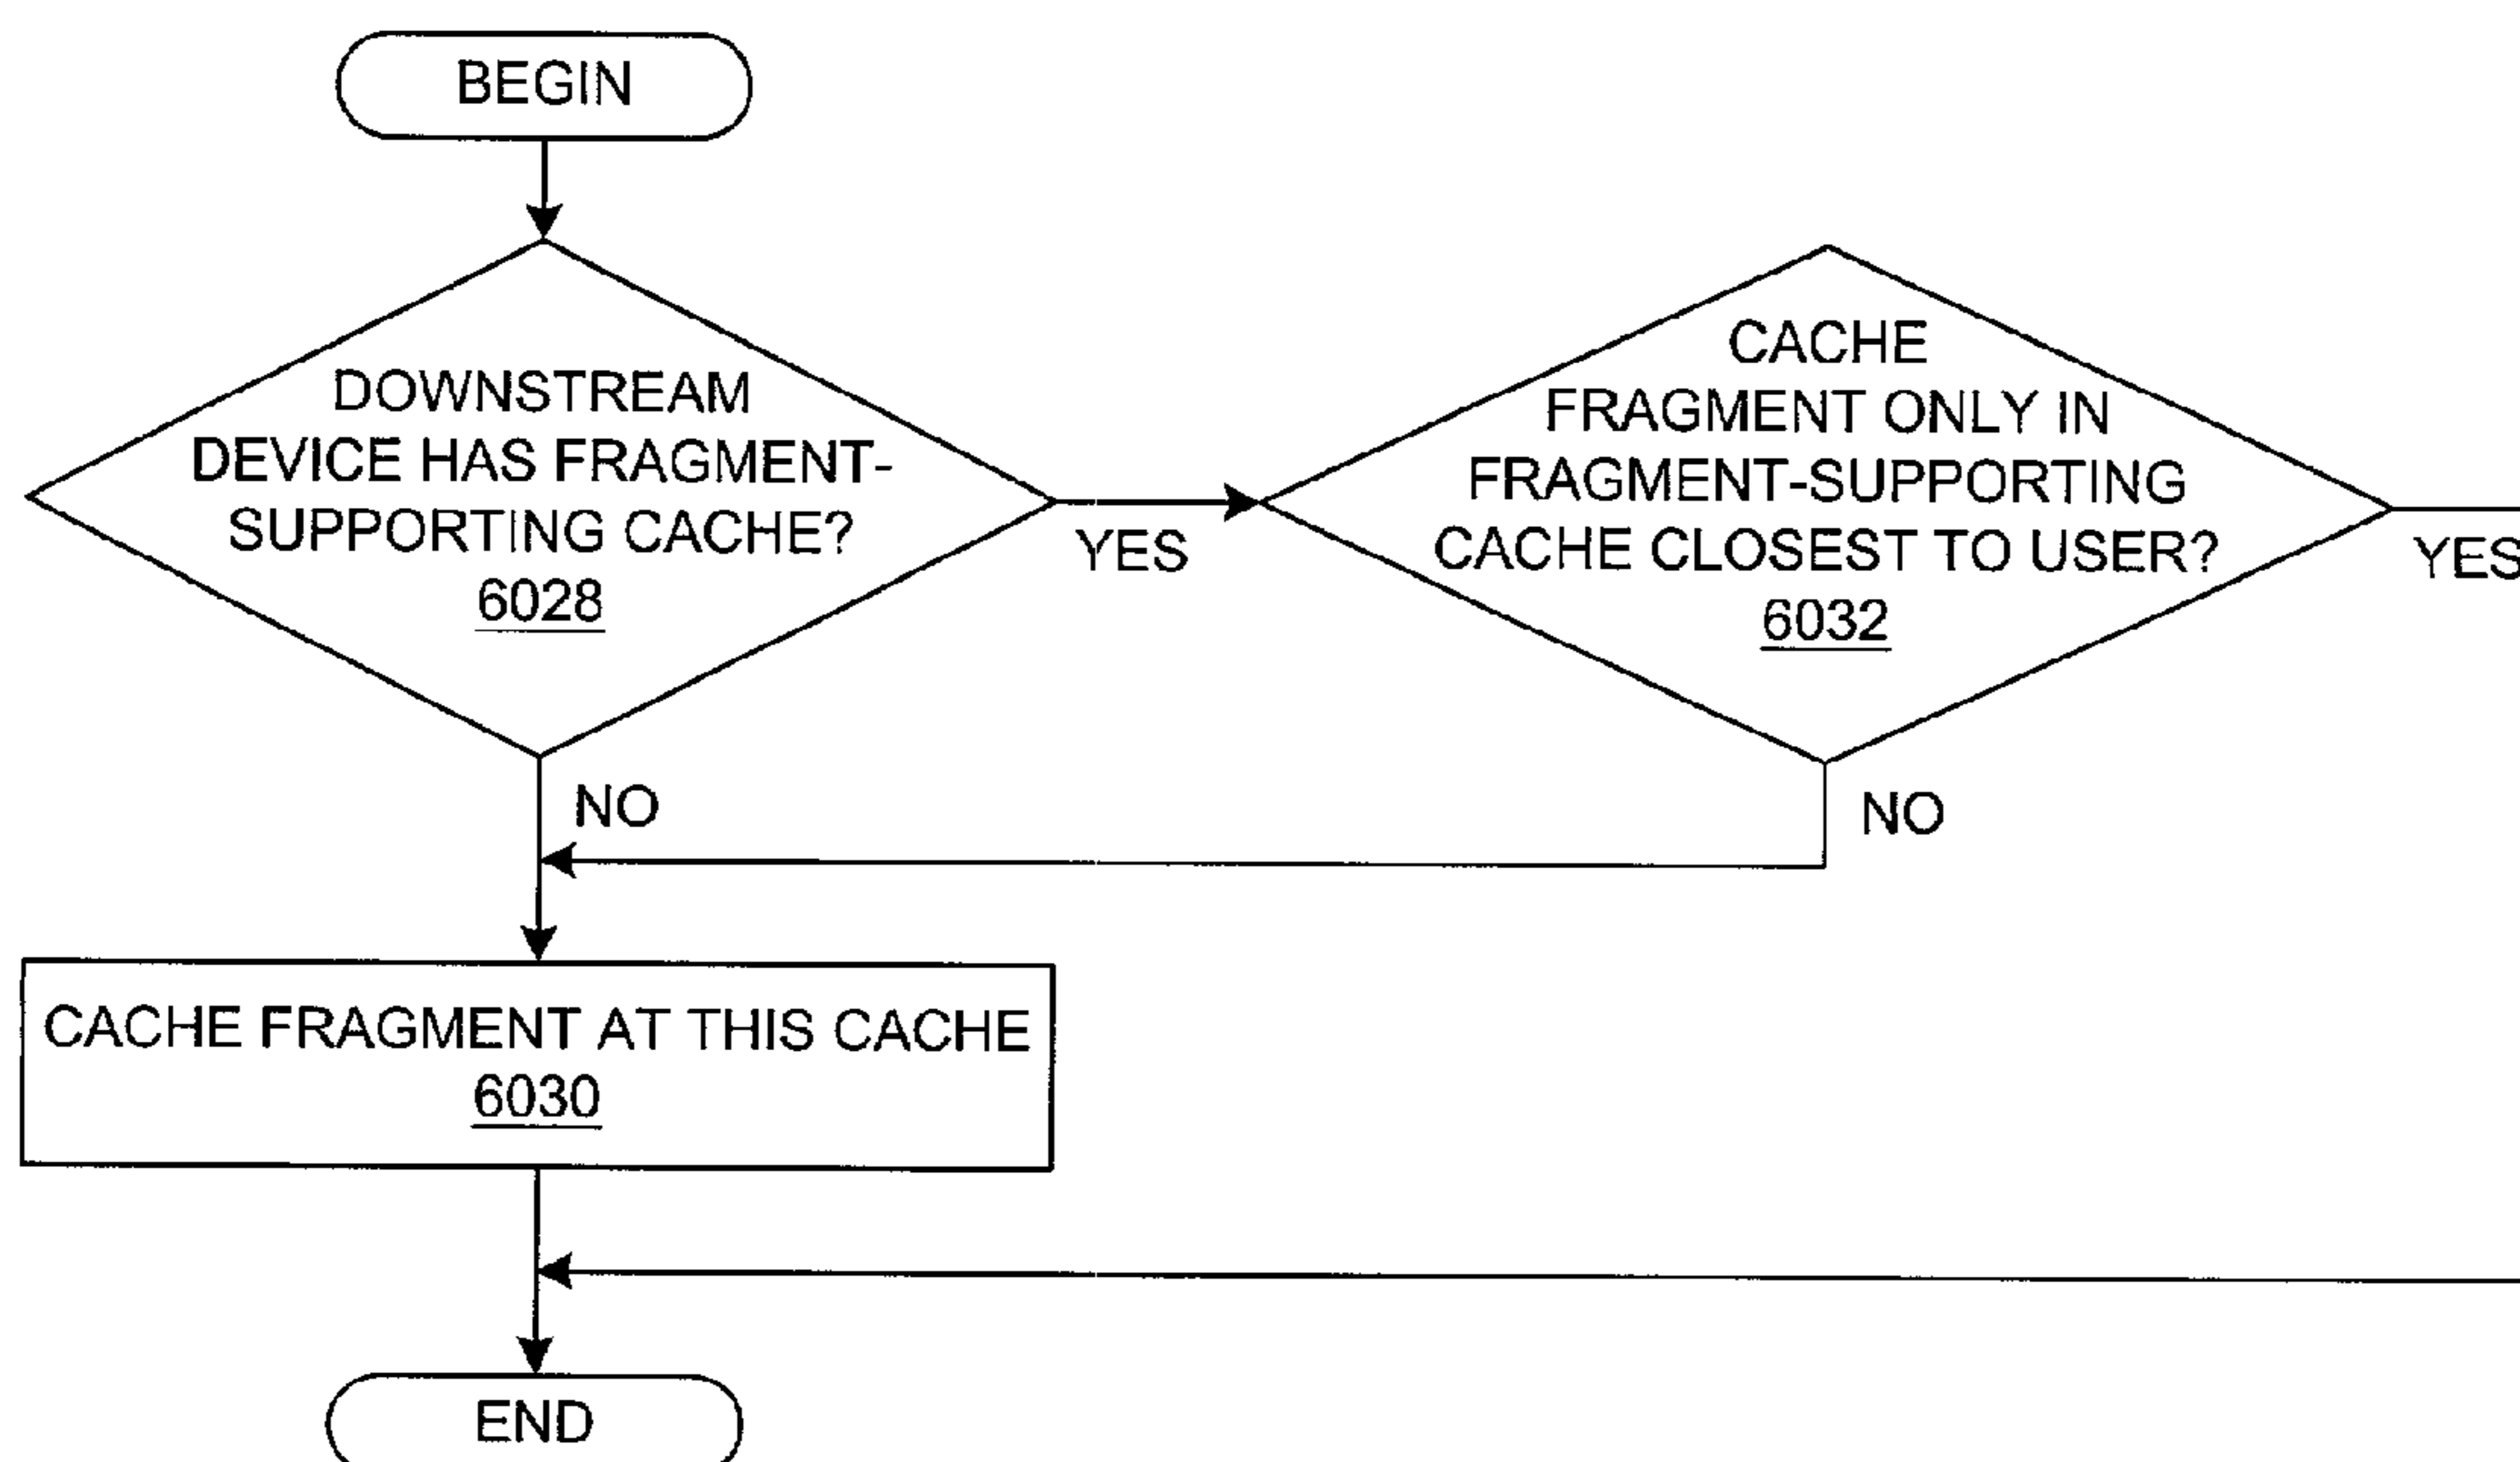 BEGIN
DOWNSTREAM
DEVICE HAS FRAGMENT-
SUPPORTING CACHE?
6028
YES
CACHE
FRAGMENT ONLY IN
FRAGMENT-SUPPORTING
CACHE CLOSEST TO USER?
6032
YES
NO
NO
CACHE FRAGMENT AT THIS CACHE
6030
END